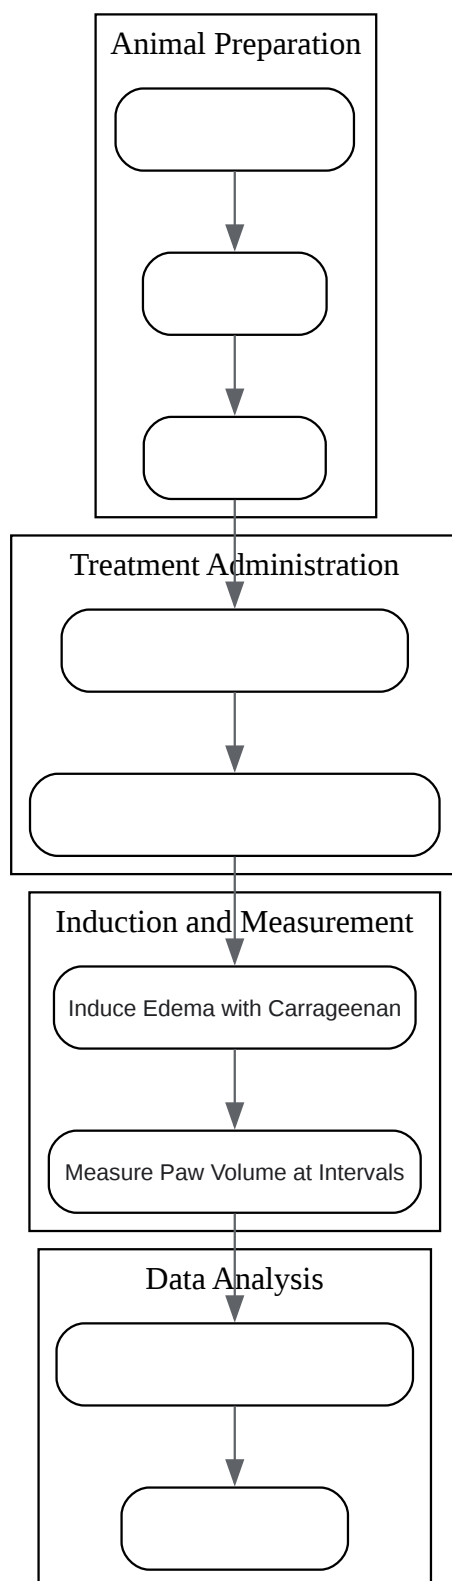 Animal Preparation
Treatment Administration
Induction and Measurement
Induce Edema with Carrageenan
Measure Paw Volume at Intervals
Data Analysis